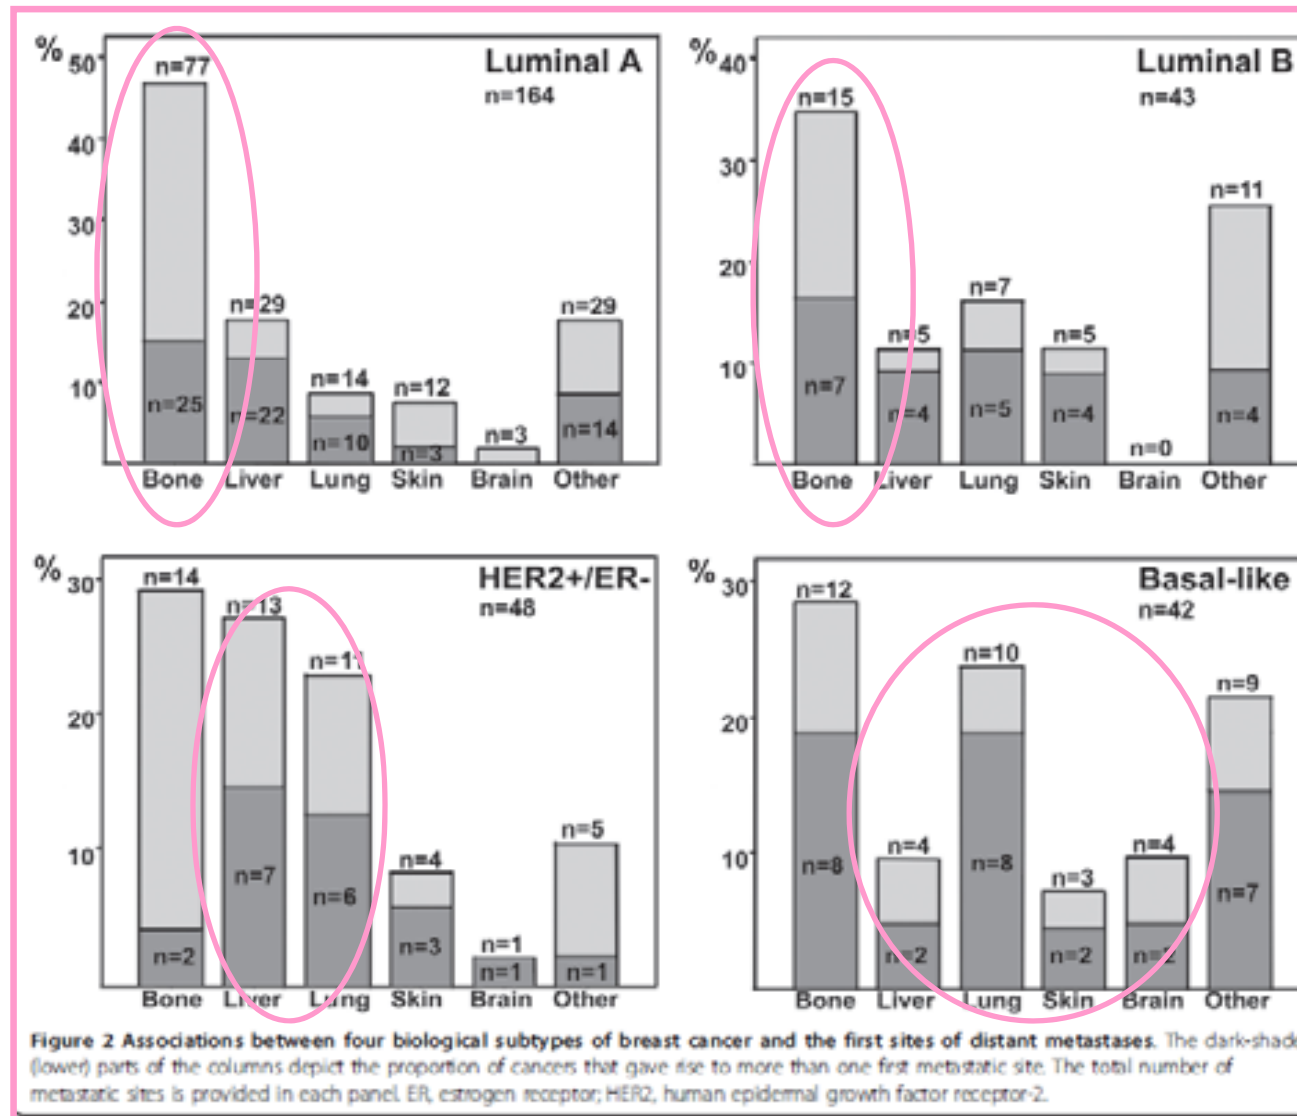 % 50 n=77 Luminal A
n=164
40
30
20 n=29 n=29
n=14 n=12
10 n=25 n=22 n=10 n=3 n=3 n=14
Bone Liver Lung Skin Brain Other
% 40 Luminal B
n=15 n=43
30
n=11
20
n=7
n=5 n=5
10 n=7 n=4 n=5 n=4 n=0 n=4
Bone Liver Lung Skin Brain Other
% 30 n=14 HER2+/ER-
n=13 n=48
n=11
20
n=5
10 n=4
n=7 n=6
n=2 n=3 n=1 n=1 n=1
Bone Liver Lung Skin Brain Other
% 30 n=12 Basal-like
n=42
n=10
n=9
20
n=4 n=4
10 n=8 n=8 n=3 n=7
n=2 n=2 n=2
Bone Liver Lung Skin Brain Other
Figure 2 Associations between four biological subtypes of breast cancer and the first sites of distant metastases. The dark-shade
(lower) parts of the columns depict the proportion of cancers that gave rise to more than one first metastatic site. The total number of
metastatic sites is provided in each panel. ER, estrogen receptor; HER2, human epidermal growth factor receptor-2.